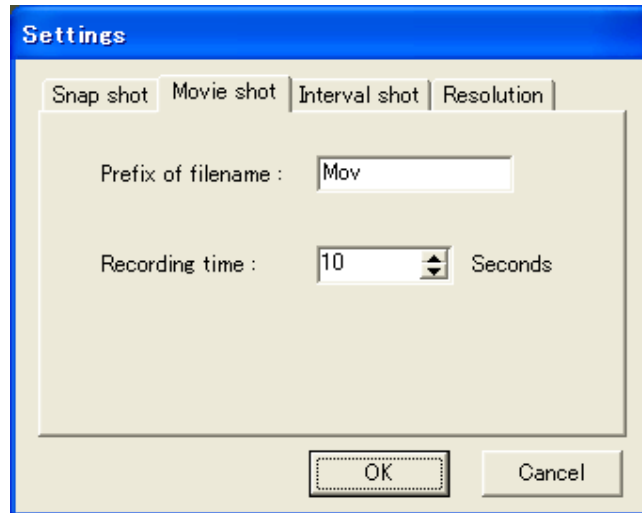 Settings
Snap shot Movie shot Interval shot Resolution
Prefix of filename : Mov
Recording time : 10 Seconds
OK Cancel